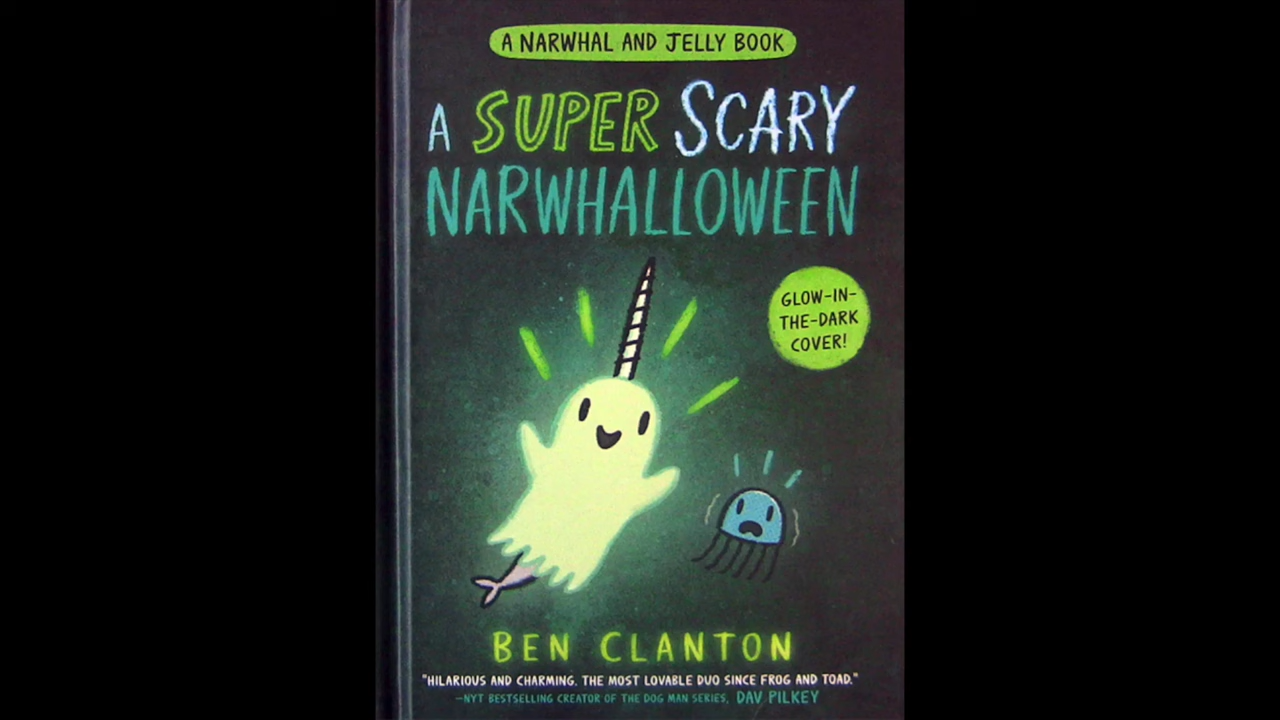 A NARWHAL AND JELLY BOOK
A SUPER SCARY
NARWHALLOWEEN
GLOW-IN-
THE-DARK
COVER!
BEN CLANTON
"HILARIOUS AND CHARMING. THE MOST LOVABLE DUO SINCE FROG AND TOAD."
—NYT BESTSELLING CREATOR OF THE DOG MAN SERIES, DAV PILKEY